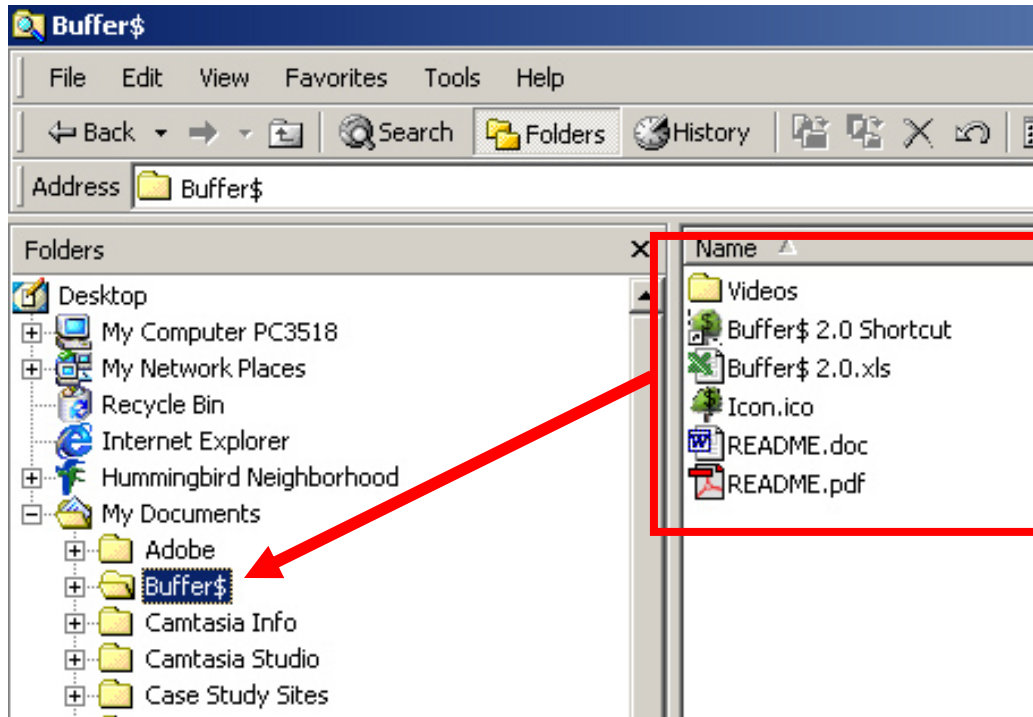 Buffer$
File Edit View Favorites Tools Help
Back Search Folders History
Address Buffer$
Folders
Desktop
My Computer PC3518
My Network Places
Recycle Bin
Internet Explorer
Hummingbird Neighborhood
My Documents
Adobe
Buffer$
Camtasia Info
Camtasia Studio
Case Study Sites
Name
Videos
Buffer$ 2.0 Shortcut
Buffer$ 2.0.xls
Icon.ico
README.doc
README.pdf